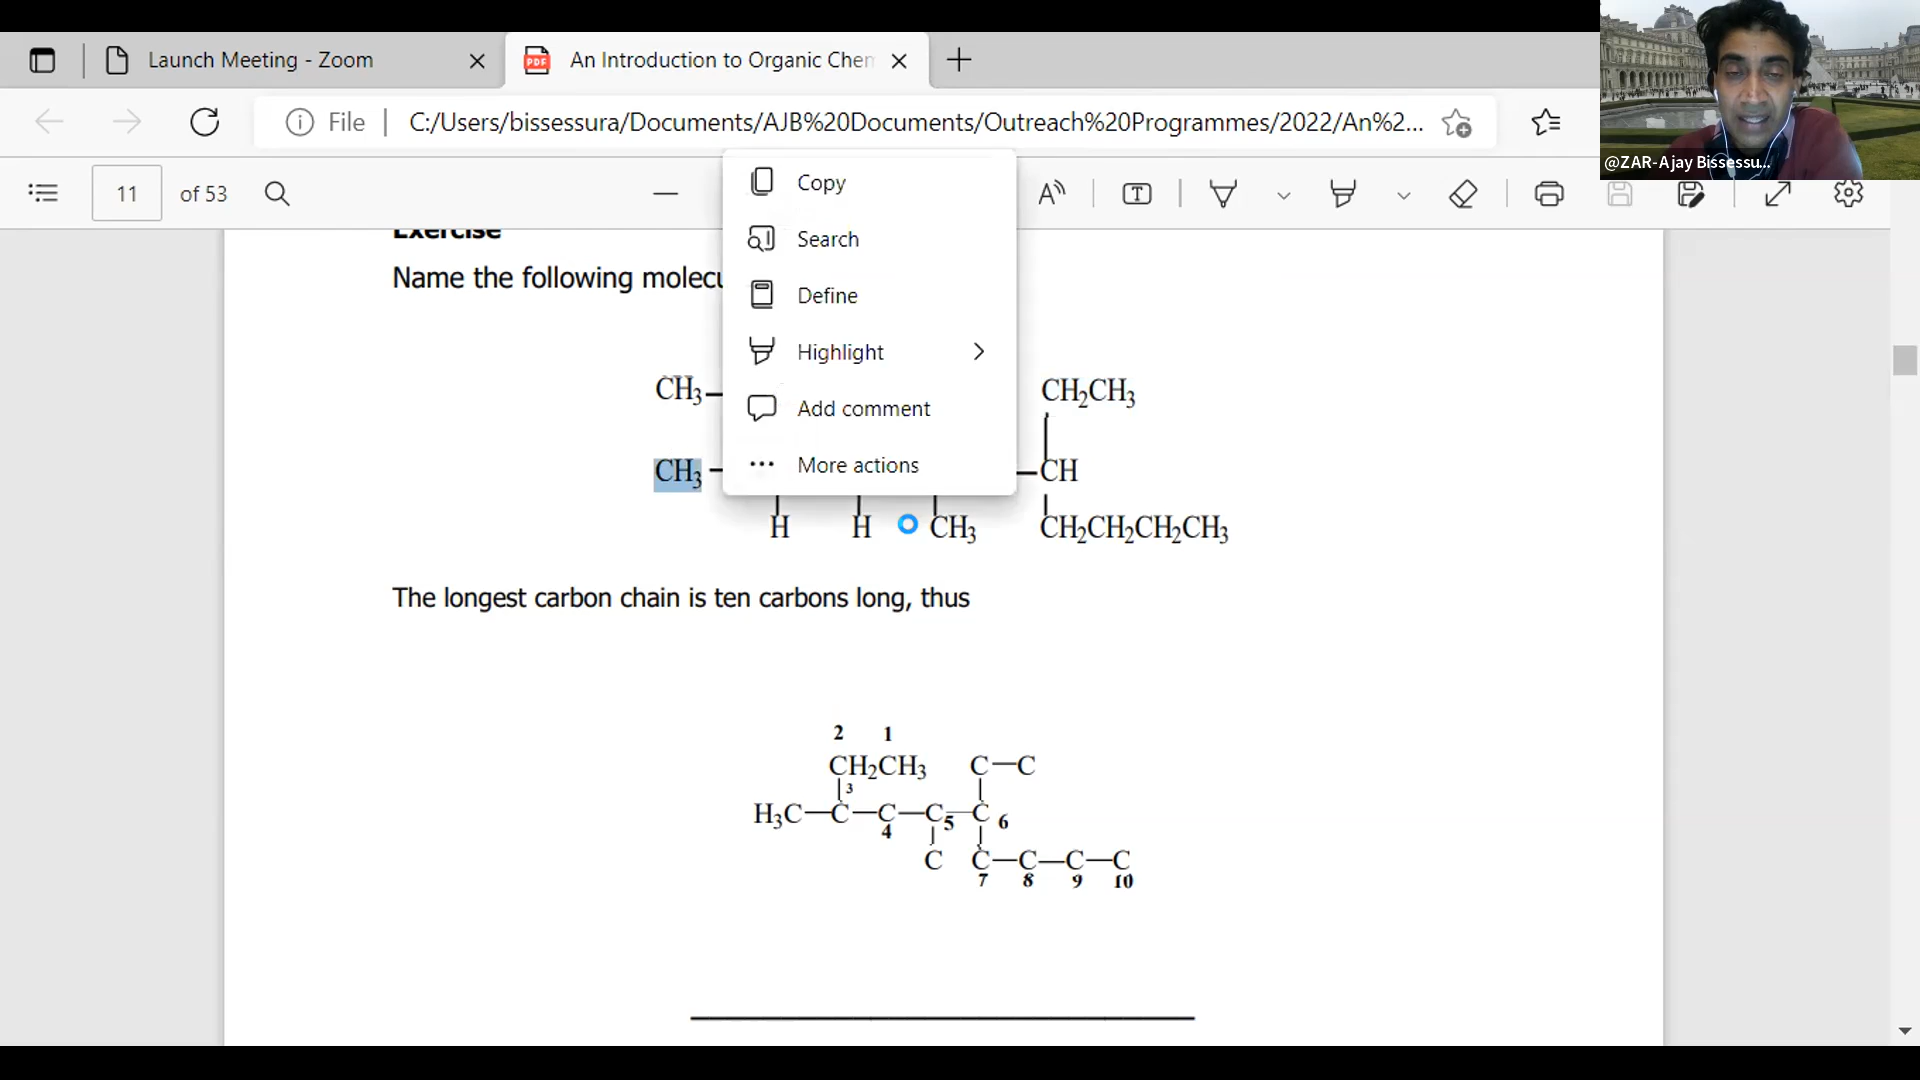 Launch Meeting - Zoom
An Introduction to Organic Chem
File
C:/Users/bissessura/Documents/AJB%20Documents/Outreach%20Programmes/2022/An%2...
@ZAR-Ajay Bissessu...
11 of 53
Copy
Search
Define
Highlight
Add comment
More actions
Exercise
Name the following molecu
CH₃ CH₂CH₃
CH₃ CH
H H CH₃ CH₂CH₂CH₂CH₃
The longest carbon chain is ten carbons long, thus
2 1
CH₂CH₃ C—C
3
H₃C—C—C—C—C
4 5 6
C C—C—C—C
7 8 9 10